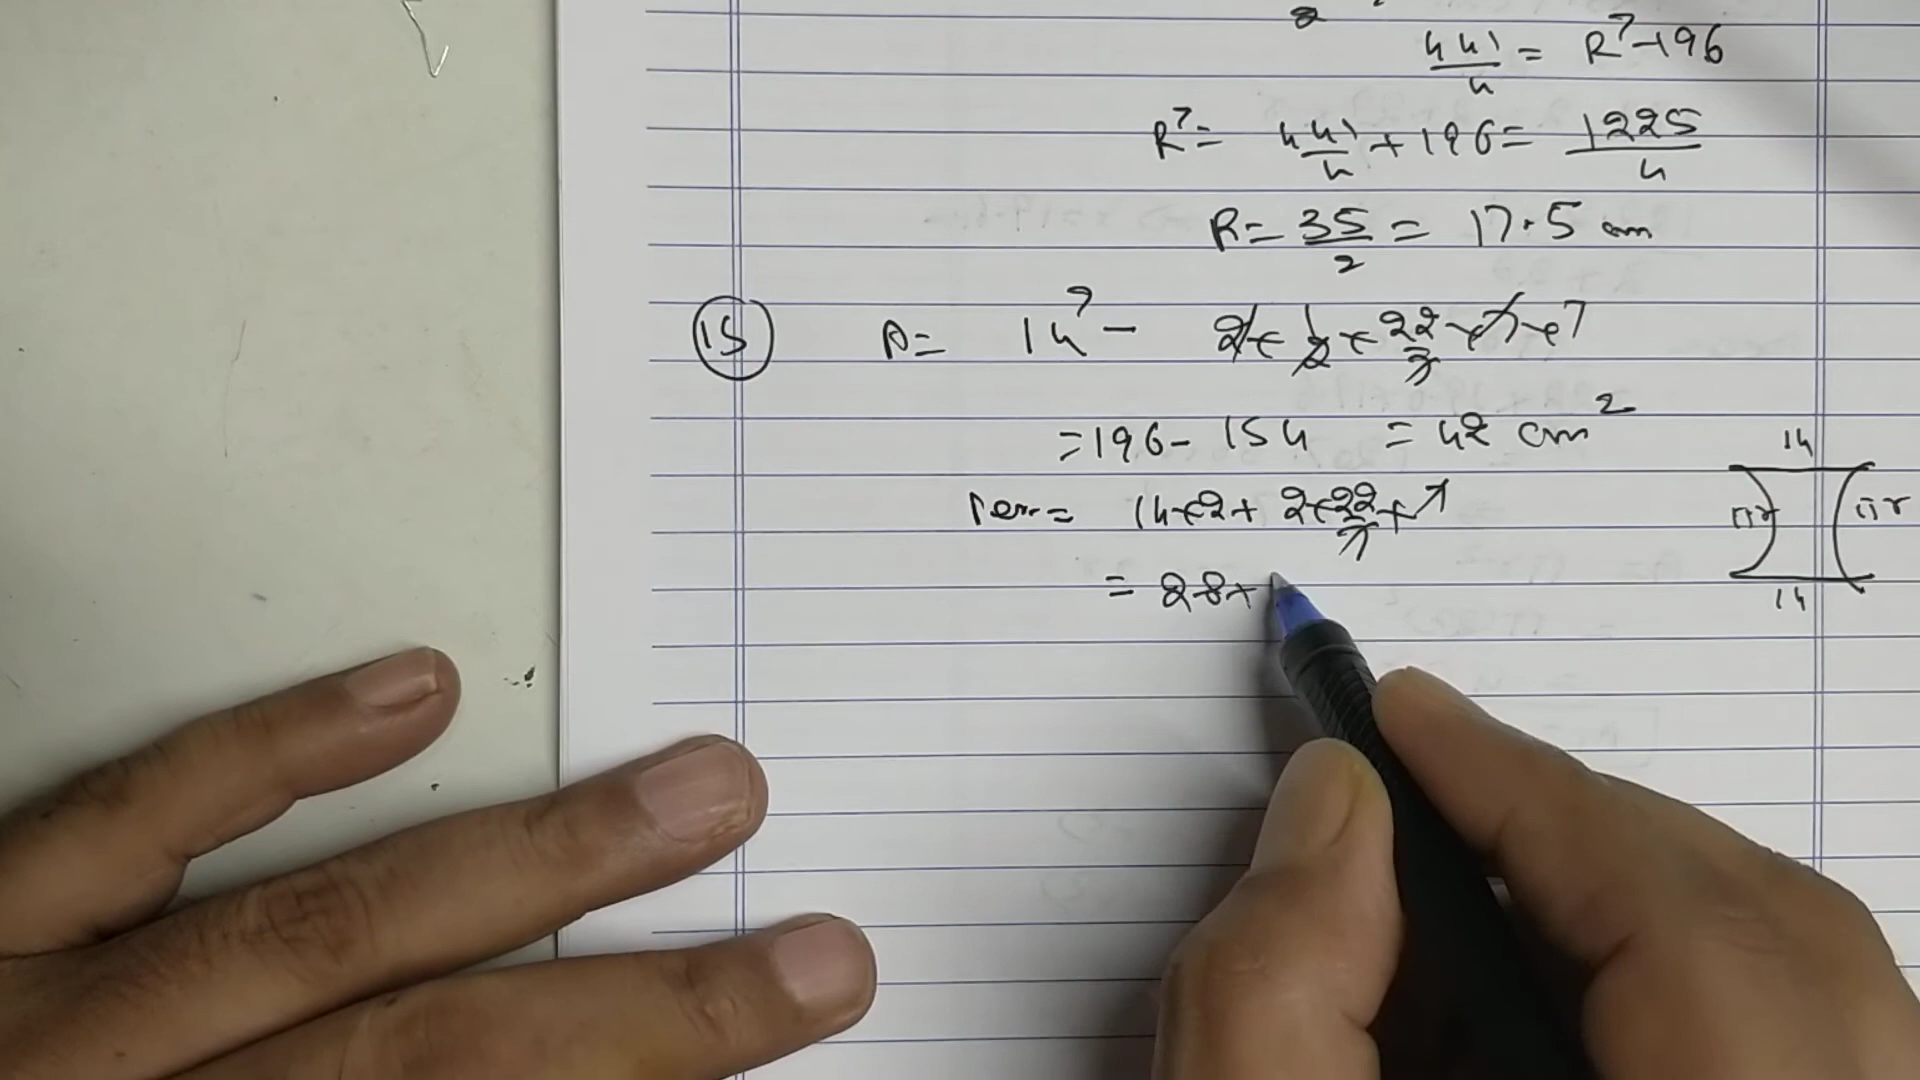 441/4 = R² - 196
R² = 441/4 + 196 = 1225/4
R = 35/2 = 17.5 cm
15 A = 14² - 2 × 1/2 × 22/7 × 7 × 7
= 196 - 154 = 42 cm²
14
Per = 14 × 2 + 2 × 22/7 × 7
πr πr
= 28 +
14